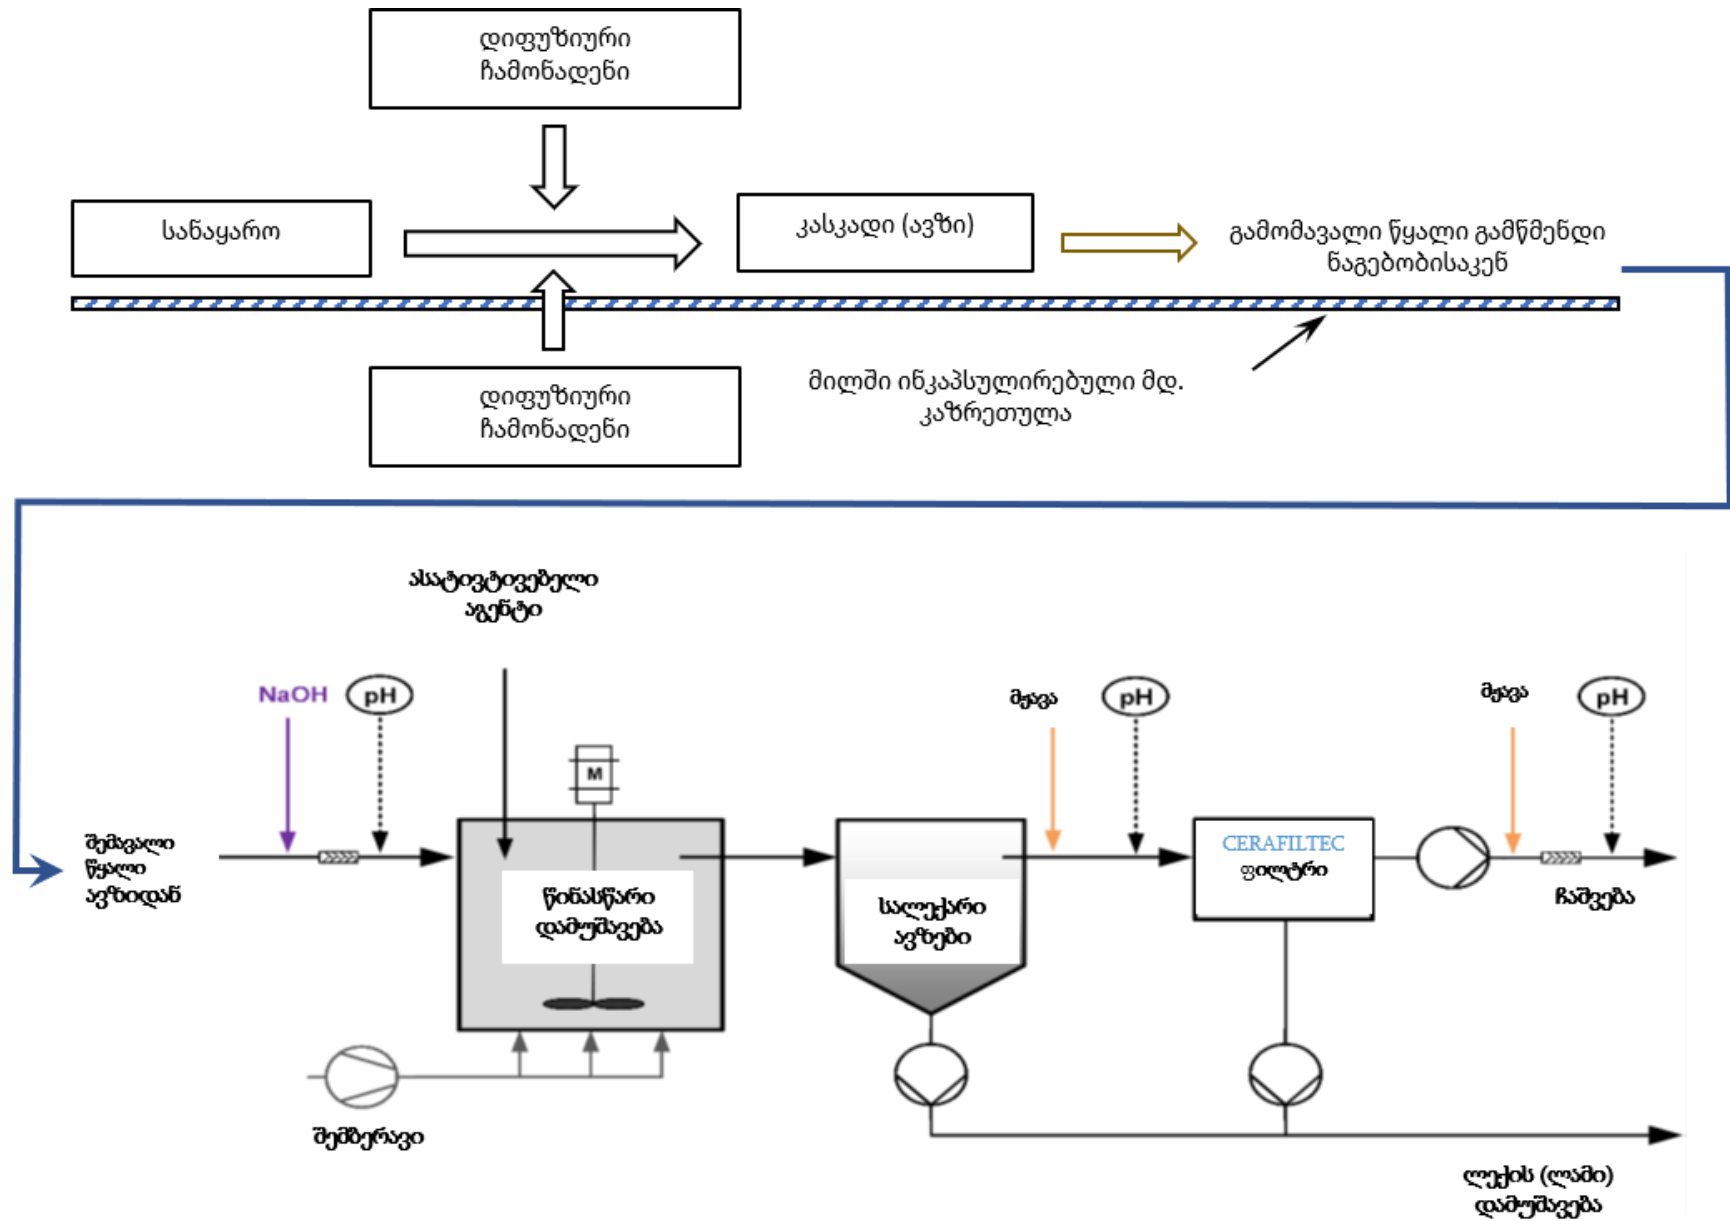 დიფუზიური
ჩამონადენი
სანაყარო
კასკადი (ავზი)
გამომავალი წყალი გამწმენდი
ნაგებობისაკენ
მილში ინკაპსულირებული მდ.
კაზრეთულა
დიფუზიური
ჩამონადენი
ასატივტივებელი
აგენტი
NaOH
pH
მჟავა
pH
მჟავა
pH
M
შემავალი
წყალი
ავზიდან
წინასწარი
დამუშავება
სალექარი
ავზები
CERAFILTEC
ფილტრი
ჩაშვება
შემბერავი
ლექის (ლამი)
დამუშავება